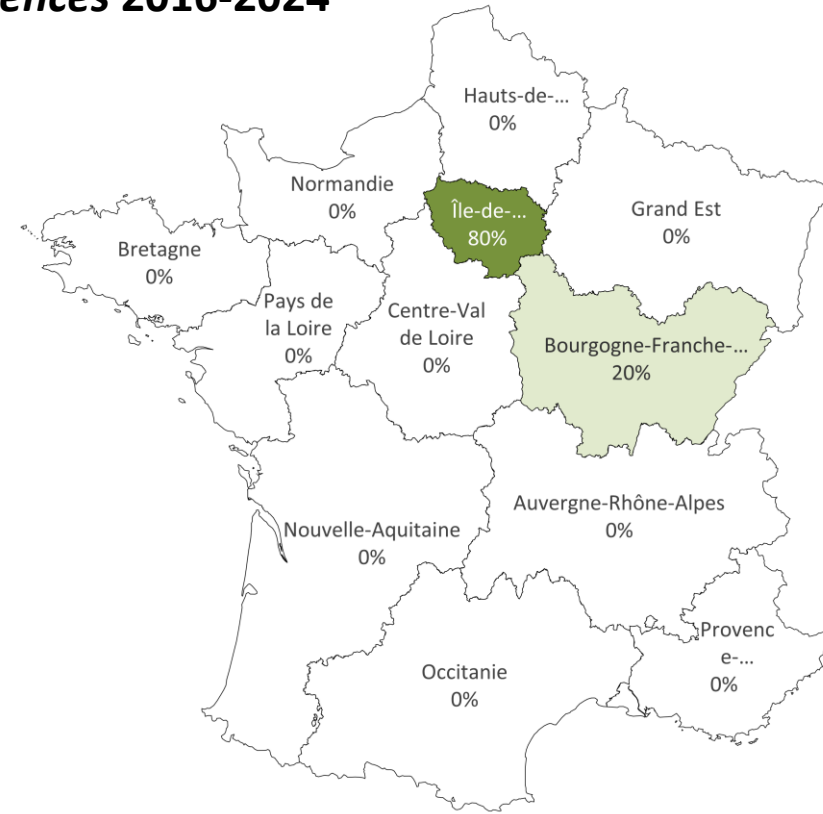 ences 2016-2024
Hauts-de-...
0%
Normandie
0%
Île-de-...
80%
Grand Est
0%
Bretagne
0%
Pays de
la Loire
0%
Centre-Val
de Loire
0%
Bourgogne-Franche-...
20%
Auvergne-Rhône-Alpes
0%
Nouvelle-Aquitaine
0%
Provenc
e-...
0%
Occitanie
0%